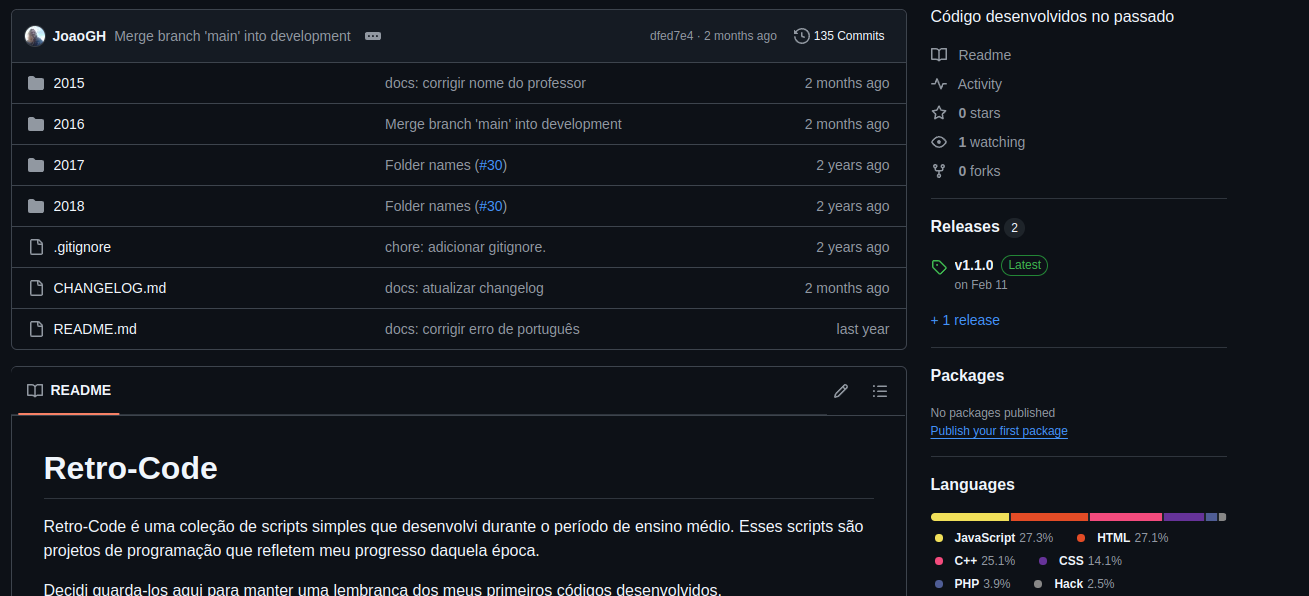 JoaoGH Merge branch 'main' into development dfed7e4 · 2 months ago 135 Commits
2015 docs: corrigir nome do professor 2 months ago
2016 Merge branch 'main' into development 2 months ago
2017 Folder names (#30) 2 years ago
2018 Folder names (#30) 2 years ago
.gitignore chore: adicionar gitignore. 2 years ago
CHANGELOG.md docs: atualizar changelog 2 months ago
README.md docs: corrigir erro de português last year
README
Retro-Code
Retro-Code é uma coleção de scripts simples que desenvolvi durante o período de ensino médio. Esses scripts são
projetos de programação que refletem meu progresso daquela época.
Decidi guarda-los aqui para manter uma lembrança dos meus primeiros códigos desenvolvidos.
Código desenvolvidos no passado
Readme
Activity
0 stars
1 watching
0 forks
Releases 2
v1.1.0 Latest
on Feb 11
+ 1 release
Packages
No packages published
Publish your first package
Languages
JavaScript 27.3% HTML 27.1%
C++ 25.1% CSS 14.1%
PHP 3.9% Hack 2.5%